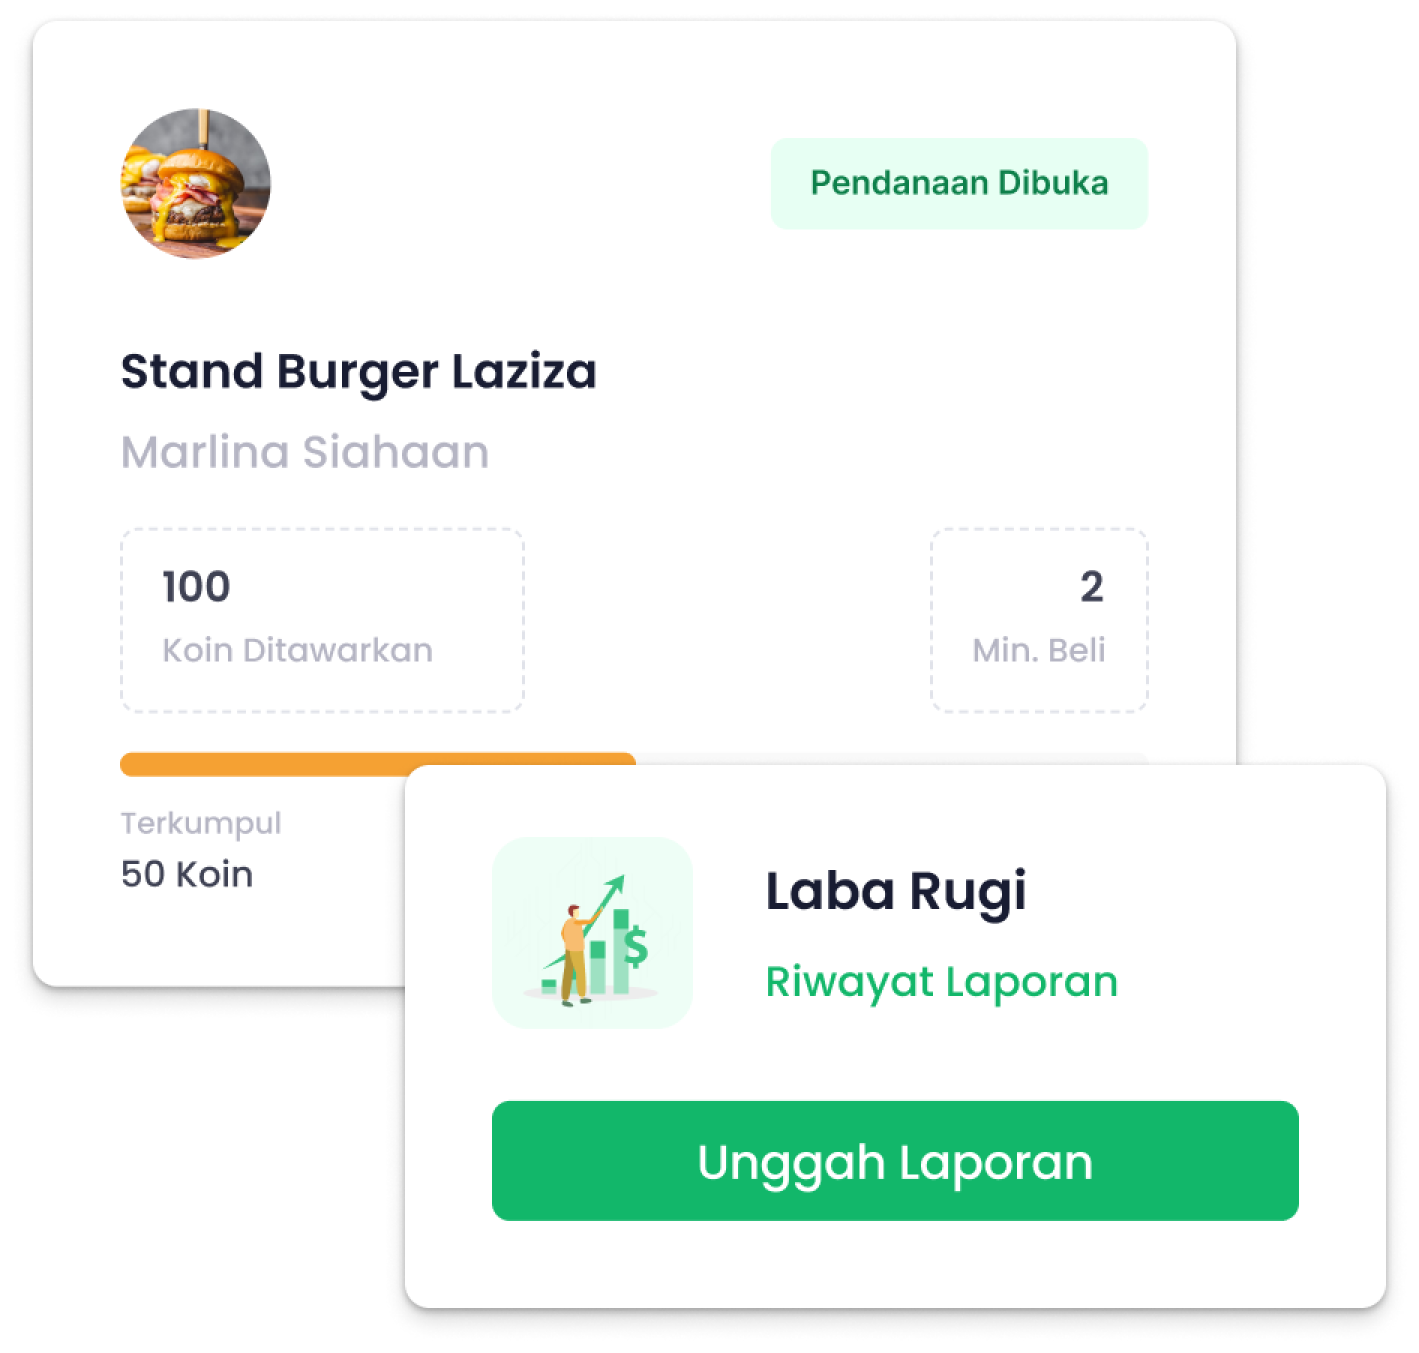 Pendanaan Dibuka
Stand Burger Laziza
Marlina Siahaan
100
Koin Ditawarkan
2
Min. Beli
Terkumpul
50 Koin
Laba Rugi
Riwayat Laporan
Unggah Laporan